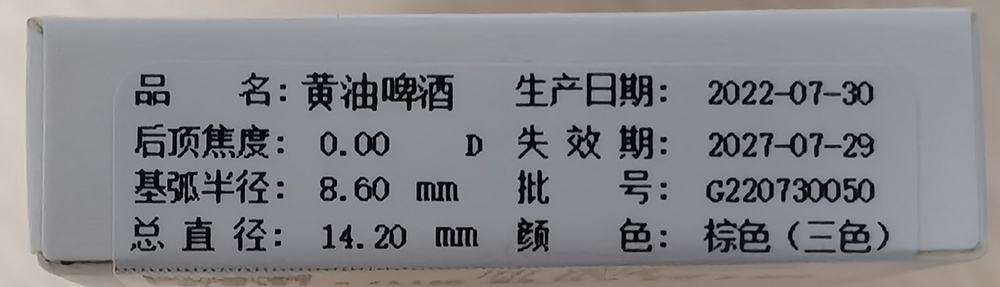 品 名: 黄油啤酒 生产日期: 2022-07-30
后顶焦度: 0.00 D 失效期: 2027-07-29
基弧半径: 8.60 mm 批 号: G220730050
总直径: 14.20 mm 颜 色: 棕色(三色)